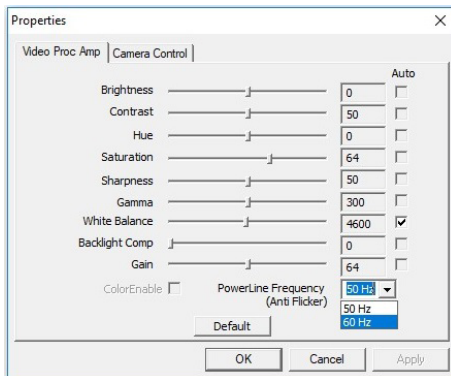 Properties
Video Proc Amp Camera Control
Auto
Brightness 0
Contrast 50
Hue 0
Saturation 64
Sharpness 50
Gamma 300
White Balance 4600
Backlight Comp 0
Gain 64
ColorEnable PowerLine Frequency 50 Hz
(Anti Flicker)
50 Hz
60 Hz
Default
OK Cancel Apply